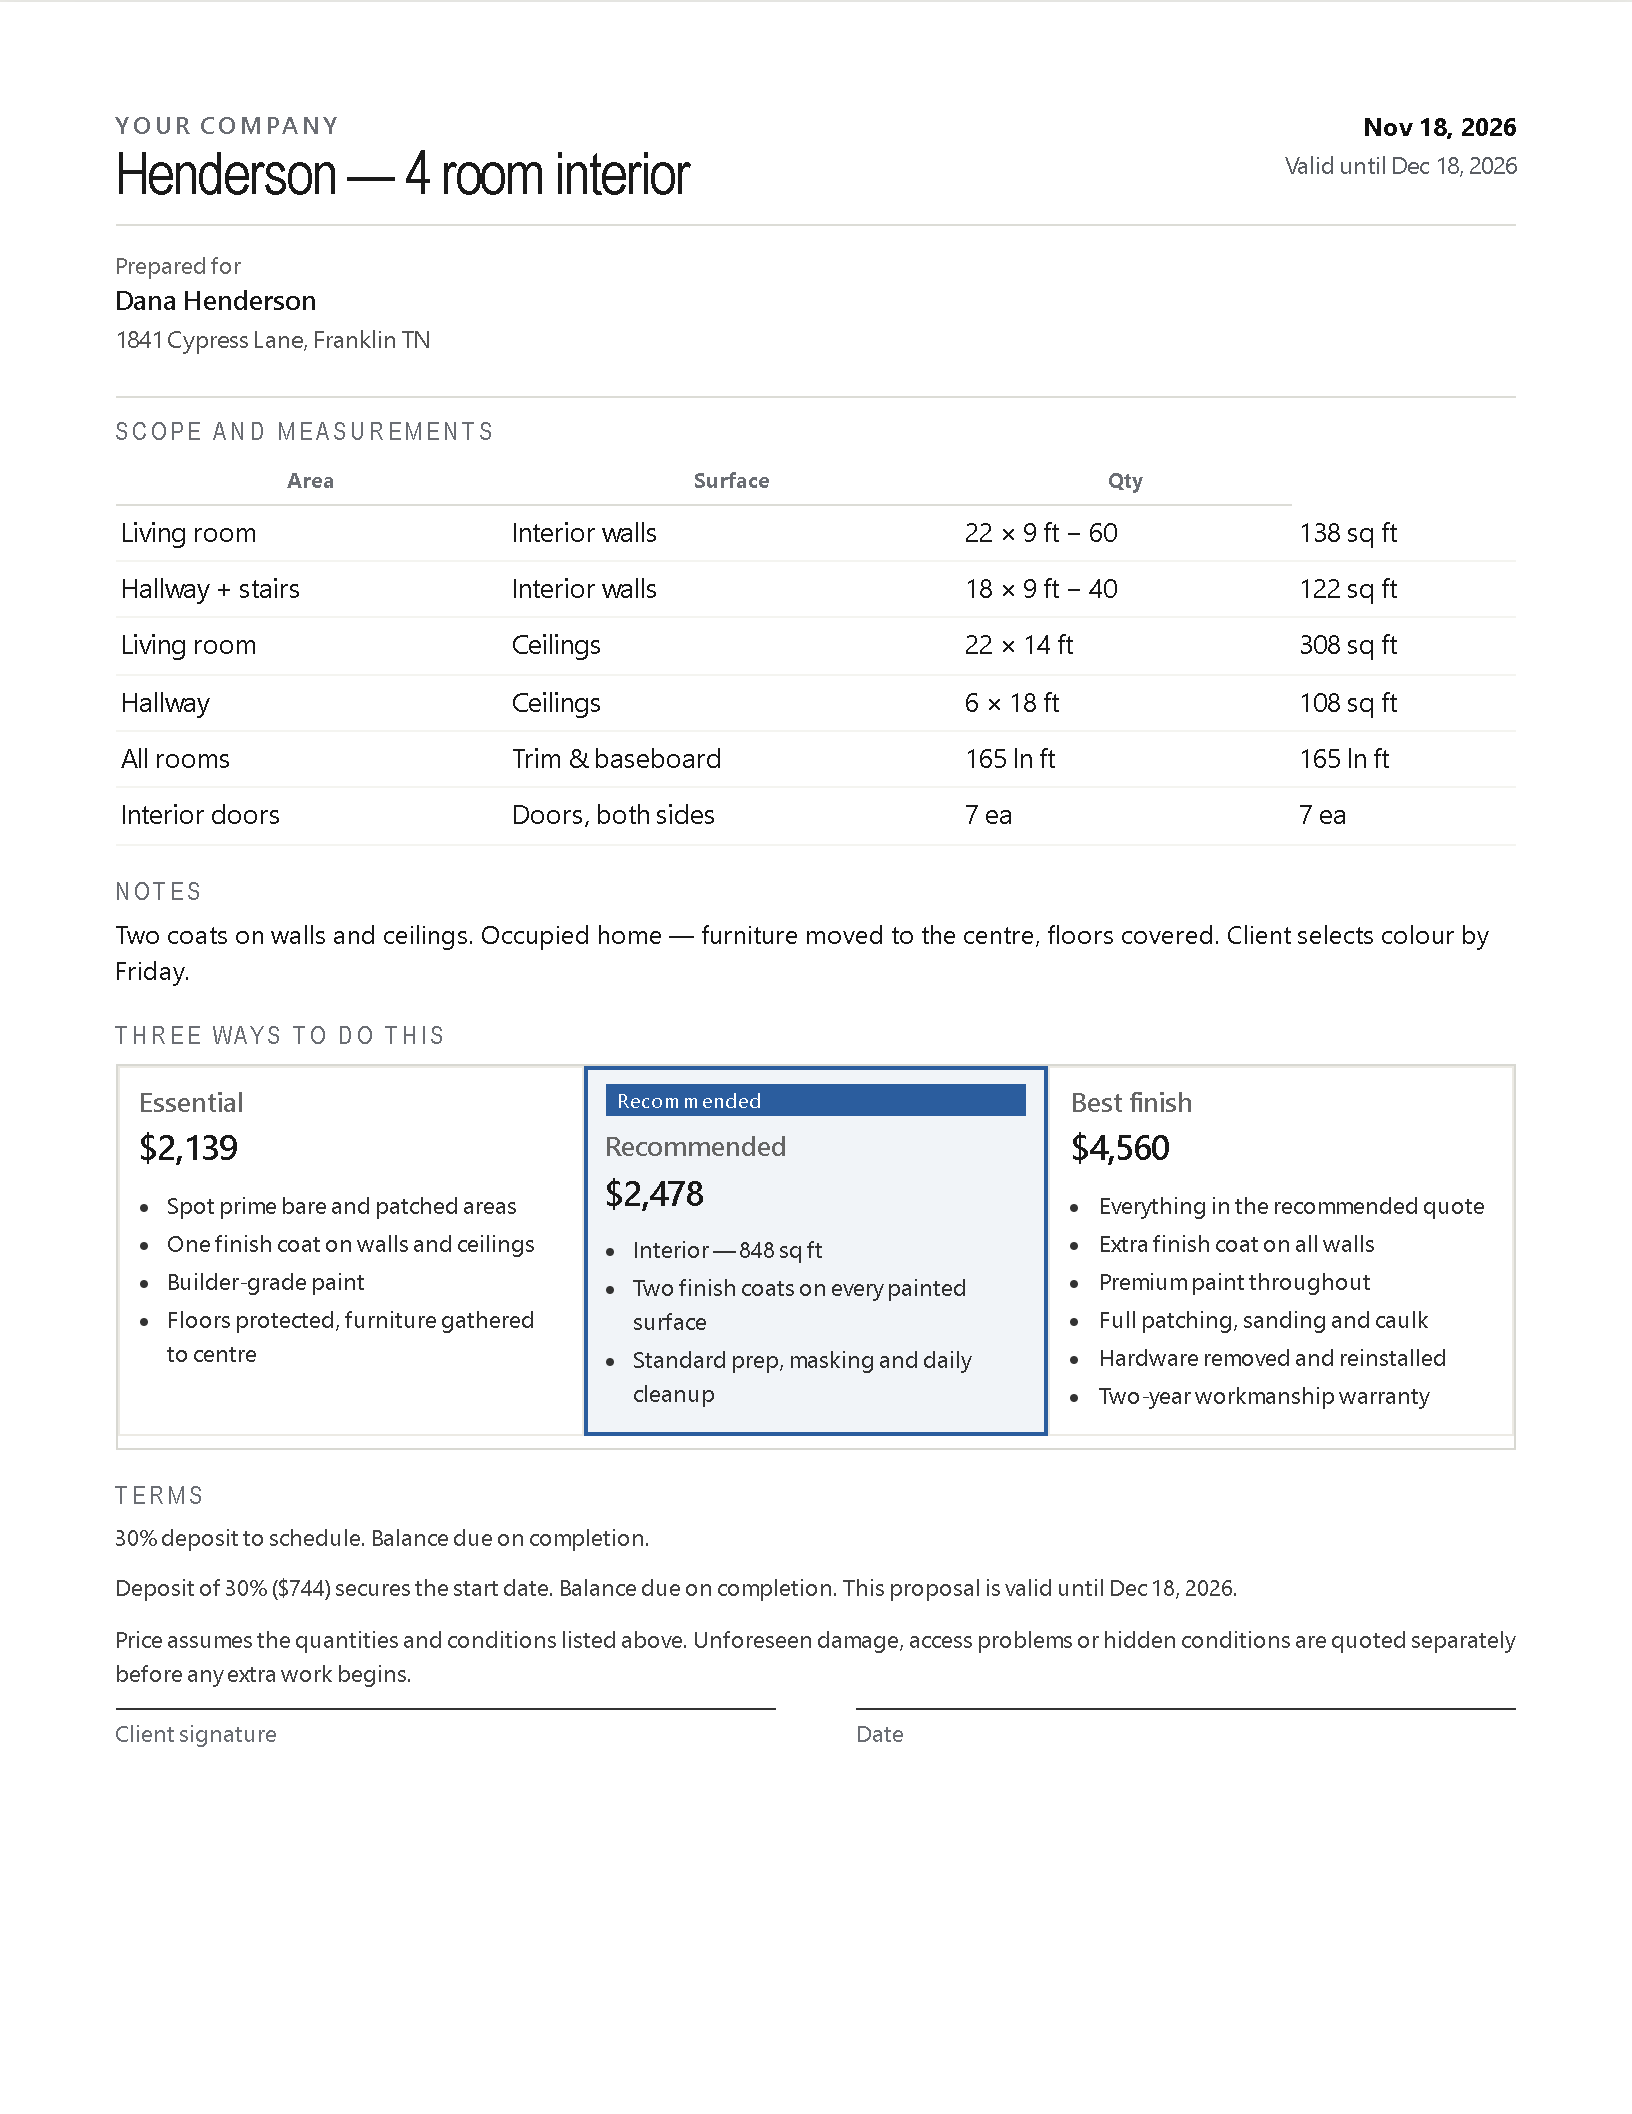 YOUR COMPANY
Henderson — 4 room interior
Nov 18, 2026
Valid until Dec 18, 2026
Prepared for
Dana Henderson
1841 Cypress Lane, Franklin TN
SCOPE AND MEASUREMENTS
Area Surface Qty
Living room Interior walls 22 × 9 ft − 60 138 sq ft
Hallway + stairs Interior walls 18 × 9 ft − 40 122 sq ft
Living room Ceilings 22 × 14 ft 308 sq ft
Hallway Ceilings 6 × 18 ft 108 sq ft
All rooms Trim & baseboard 165 ln ft 165 ln ft
Interior doors Doors, both sides 7 ea 7 ea
NOTES
Two coats on walls and ceilings. Occupied home — furniture moved to the centre, floors covered. Client selects colour by
Friday.
THREE WAYS TO DO THIS
Essential
$2,139
• Spot prime bare and patched areas
• One finish coat on walls and ceilings
• Builder-grade paint
• Floors protected, furniture gathered
to centre
Recommended
Recommended
$2,478
• Interior — 848 sq ft
• Two finish coats on every painted
surface
• Standard prep, masking and daily
cleanup
Best finish
$4,560
• Everything in the recommended quote
• Extra finish coat on all walls
• Premium paint throughout
• Full patching, sanding and caulk
• Hardware removed and reinstalled
• Two-year workmanship warranty
TERMS
30% deposit to schedule. Balance due on completion.
Deposit of 30% ($744) secures the start date. Balance due on completion. This proposal is valid until Dec 18, 2026.
Price assumes the quantities and conditions listed above. Unforeseen damage, access problems or hidden conditions are quoted separately
before any extra work begins.
Client signature
Date